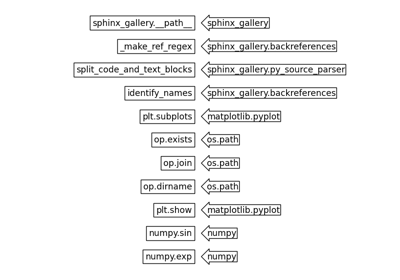 sphinx_gallery.__path__ sphinx_gallery
_make_ref_regex sphinx_gallery.backreferences
split_code_and_text_blocks sphinx_gallery.py_source_parser
identify_names sphinx_gallery.backreferences
plt.subplots matplotlib.pyplot
op.exists os.path
op.join os.path
op.dirname os.path
plt.show matplotlib.pyplot
numpy.sin numpy
numpy.exp numpy